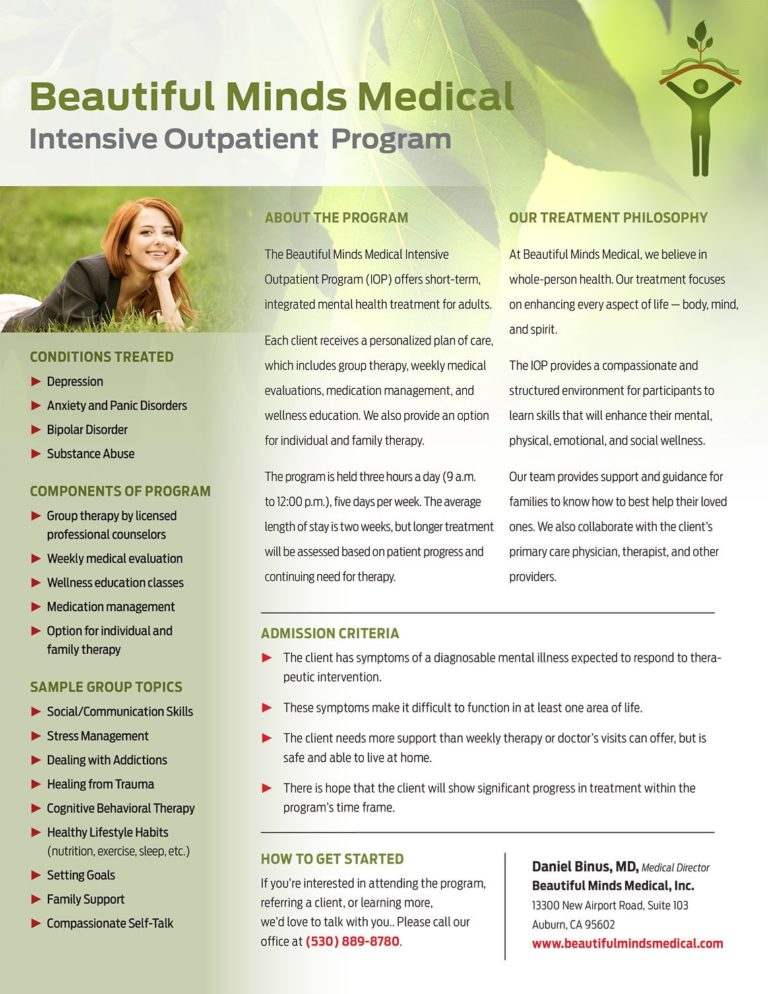 Beautiful Minds Medical
Intensive Outpatient Program
CONDITIONS TREATED
► Depression
► Anxiety and Panic Disorders
► Bipolar Disorder
► Substance Abuse
COMPONENTS OF PROGRAM
► Group therapy by licensed
professional counselors
► Weekly medical evaluation
► Wellness education classes
► Medication management
► Option for individual and
family therapy
SAMPLE GROUP TOPICS
► Social/Communication Skills
► Stress Management
► Dealing with Addictions
► Healing from Trauma
► Cognitive Behavioral Therapy
► Healthy Lifestyle Habits
(nutrition, exercise, sleep, etc.)
► Setting Goals
► Family Support
► Compassionate Self-Talk
ABOUT THE PROGRAM
The Beautiful Minds Medical Intensive
Outpatient Program (IOP) offers short-term,
integrated mental health treatment for adults.
Each client receives a personalized plan of care,
which includes group therapy, weekly medical
evaluations, medication management, and
wellness education. We also provide an option
for individual and family therapy.
The program is held three hours a day (9 a.m.
to 12:00 p.m.), five days per week. The average
length of stay is two weeks, but longer treatment
will be assessed based on patient progress and
continuing need for therapy.
OUR TREATMENT PHILOSOPHY
At Beautiful Minds Medical, we believe in
whole-person health. Our treatment focuses
on enhancing every aspect of life — body, mind,
and spirit.
The IOP provides a compassionate and
structured environment for participants to
learn skills that will enhance their mental,
physical, emotional, and social wellness.
Our team provides support and guidance for
families to know how to best help their loved
ones. We also collaborate with the client's
primary care physician, therapist, and other
providers.
ADMISSION CRITERIA
► The client has symptoms of a diagnosable mental illness expected to respond to thera-
peutic intervention.
► These symptoms make it difficult to function in at least one area of life.
► The client needs more support than weekly therapy or doctor's visits can offer, but is
safe and able to live at home.
► There is hope that the client will show significant progress in treatment within the
program's time frame.
HOW TO GET STARTED
If you're interested in attending the program,
referring a client, or learning more,
we'd love to talk with you.. Please call our
office at (530) 889-8780.
Daniel Binus, MD, Medical Director
Beautiful Minds Medical, Inc.
13300 New Airport Road, Suite 103
Auburn, CA 95602
www.beautifulmindsmedical.com